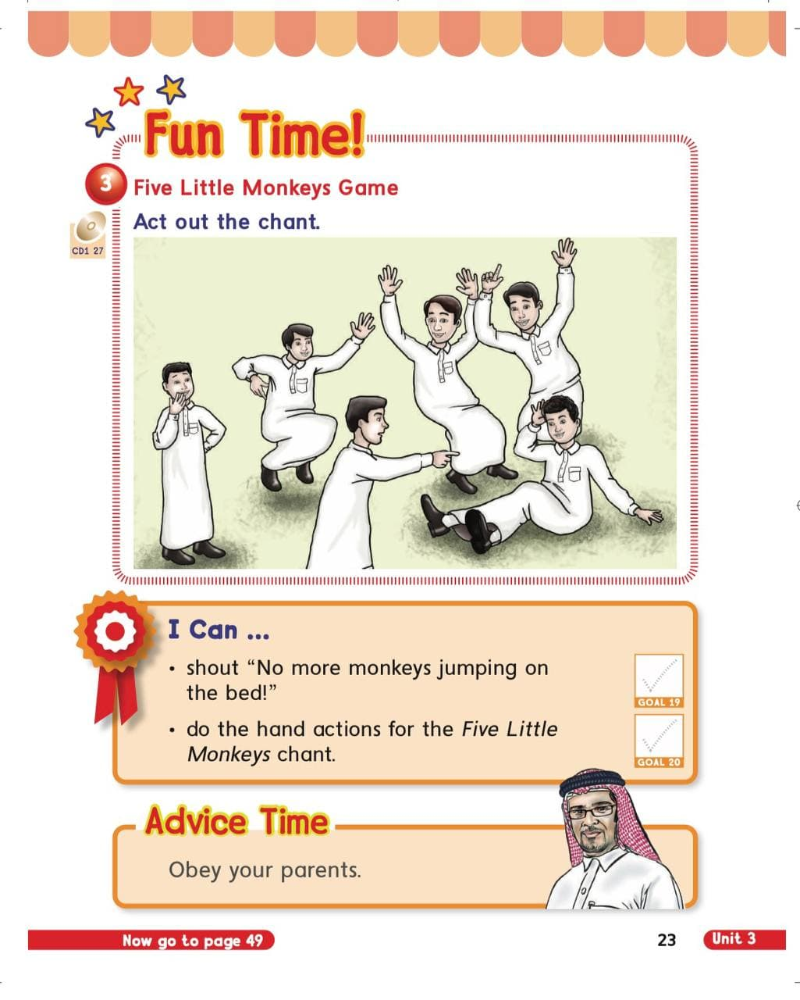 Fun Time!
3
Five Little Monkeys Game
CD1 27
Act out the chant.
I Can ...
• shout “No more monkeys jumping on
the bed!”
GOAL 19
• do the hand actions for the Five Little
Monkeys chant.
GOAL 20
Advice Time
Obey your parents.
Now go to page 49
23
Unit 3